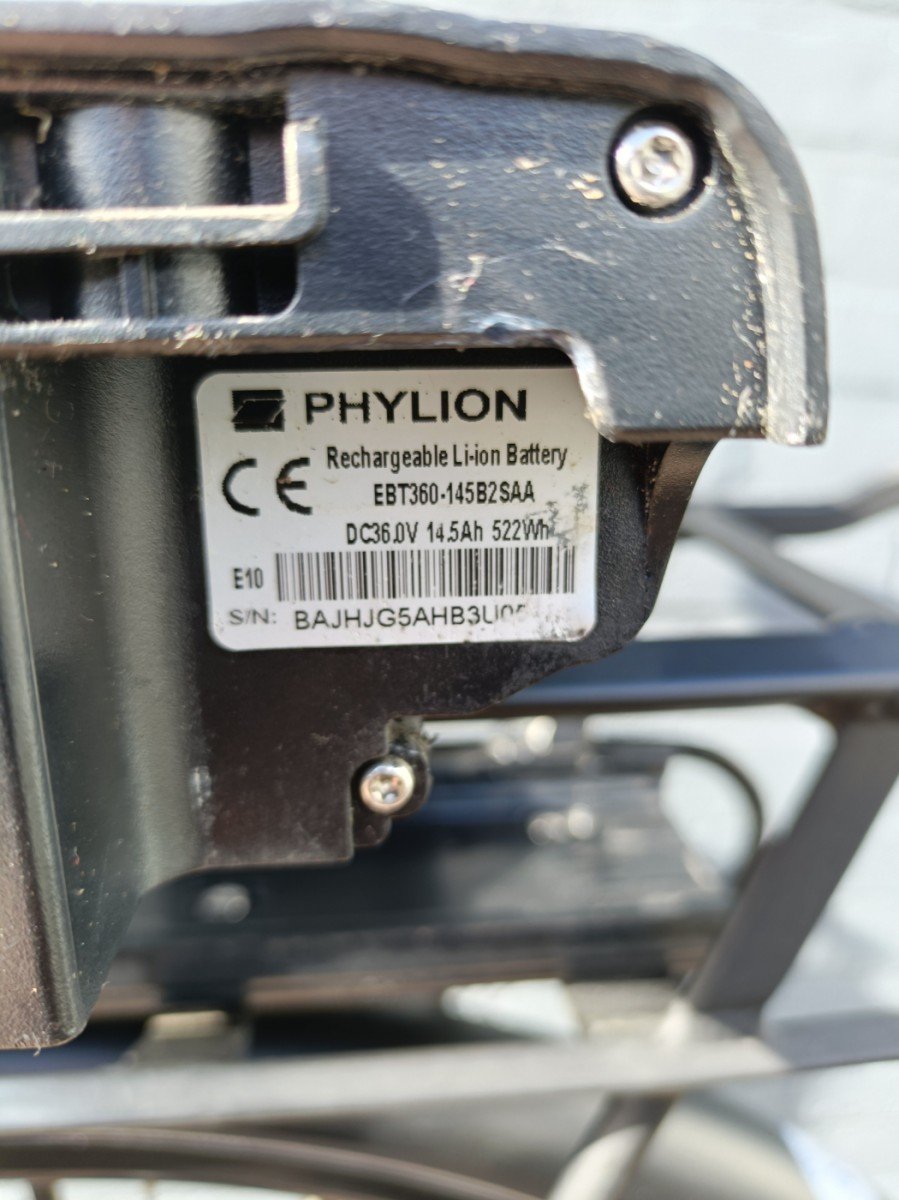 PHYLION
CE Rechargeable Li-ion Battery
EBT360-145B2SAA
DC36.0V 14.5Ah 522Wh
E10
S/N: